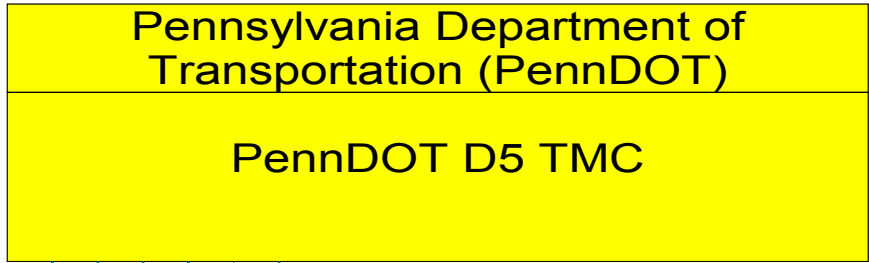 Pennsylvania Department of
Transportation (PennDOT)
PennDOT D5 TMC